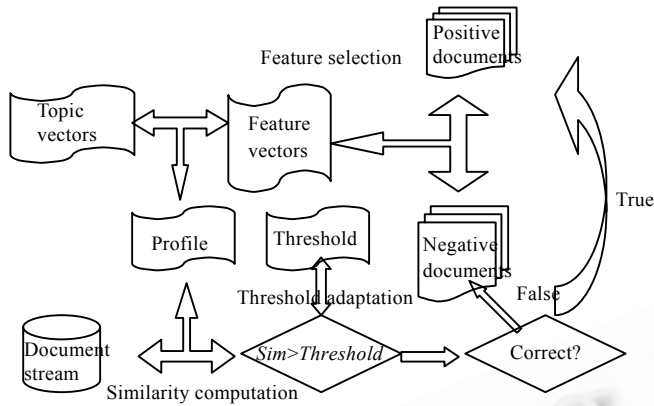 Positive
documents
Feature selection
Topic
vectors
Feature
vectors
True
Profile
Threshold
Negative
documents
Threshold adaptation
False
Document
stream
Sim>Threshold
Correct?
Similarity computation